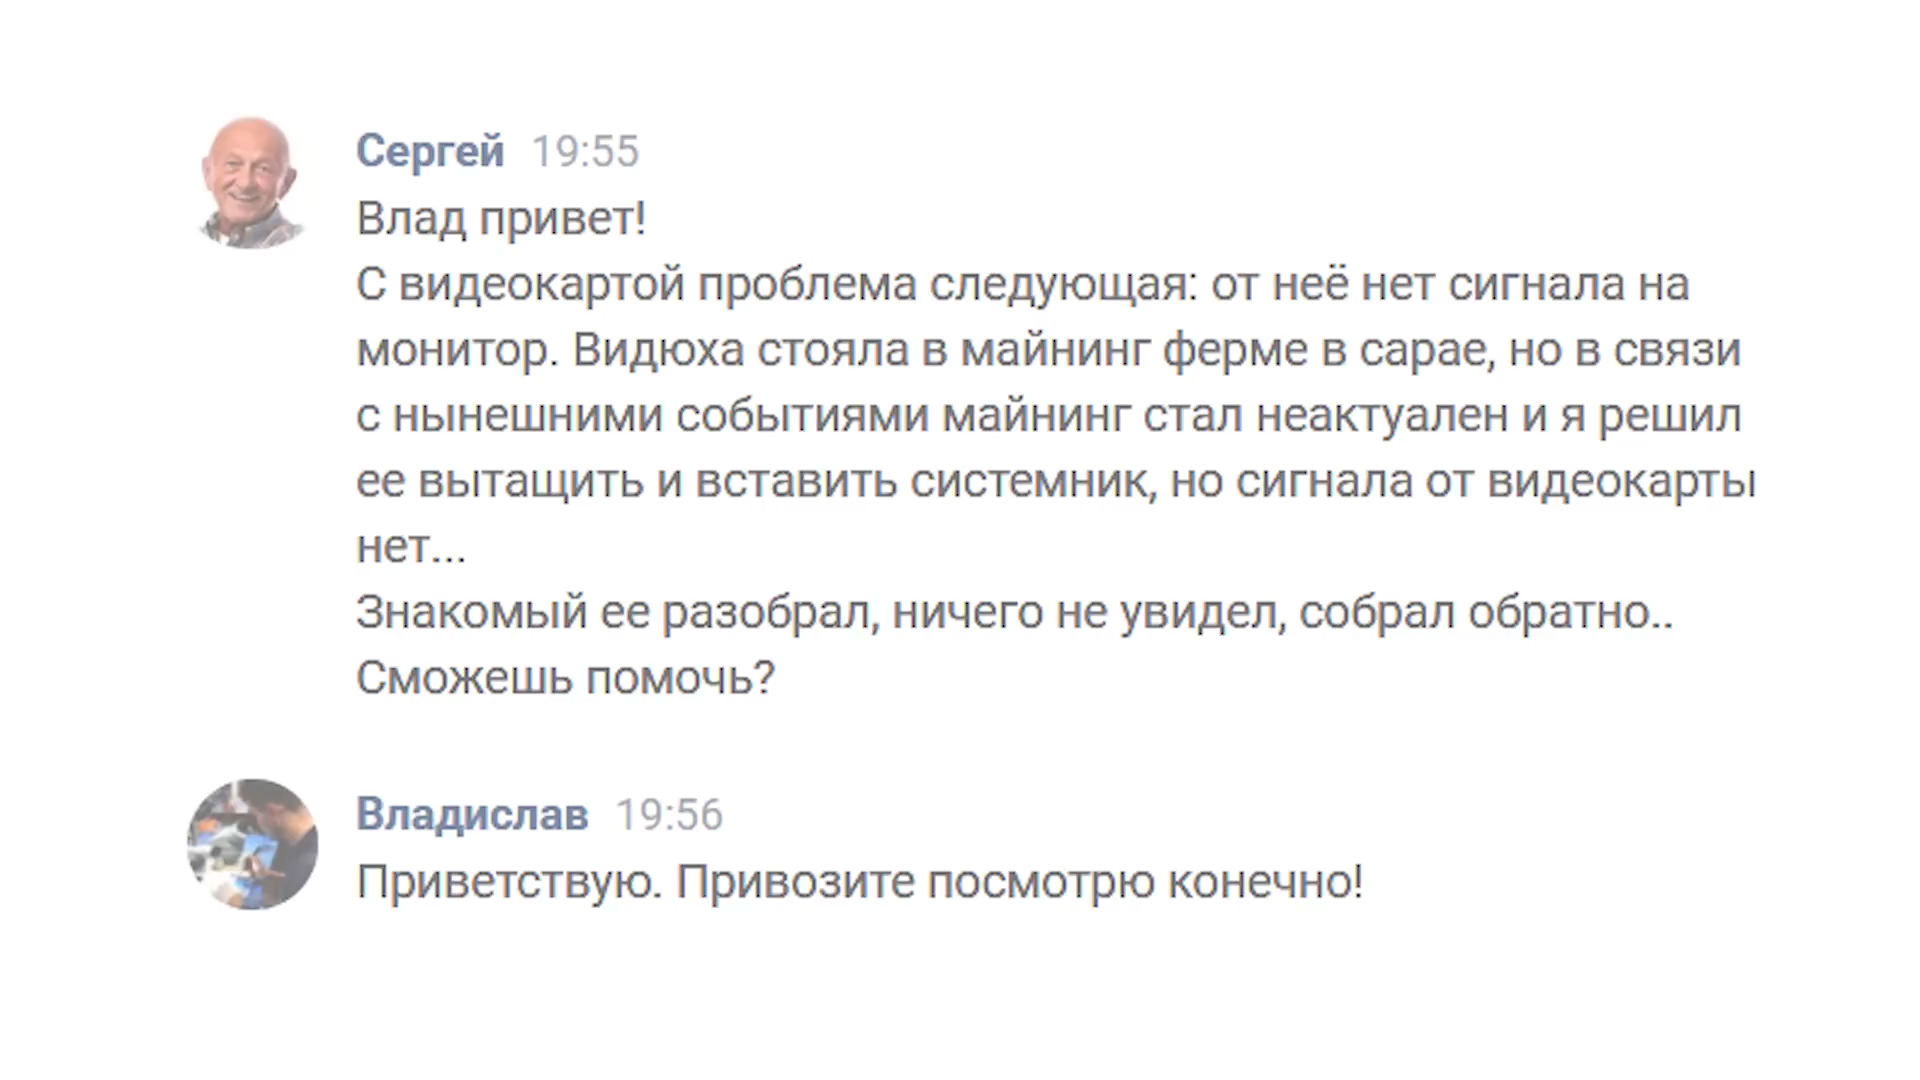 Сергей 19:55
Влад привет!
С видеокартой проблема следующая: от неё нет сигнала на
монитор. Видюха стояла в майнинг ферме в сарае, но в связи
с нынешними событиями майнинг стал неактуален и я решил
ее вытащить и вставить системник, но сигнала от видеокарты
нет...
Знакомый ее разобрал, ничего не увидел, собрал обратно..
Сможешь помочь?
Владислав 19:56
Приветствую. Привозите посмотрю конечно!